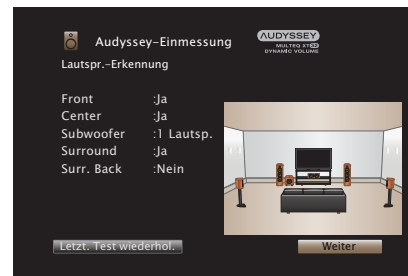 Audyssey-Einmessung
AUDYSSEY
MULTEQ XT32
DYNAMIC VOLUME
Lautspr.-Erkennung
Front :Ja
Center :Ja
Subwoofer :1 Lautsp.
Surround :Ja
Surr. Back :Nein
Letzt. Test wiederhol.
Weiter